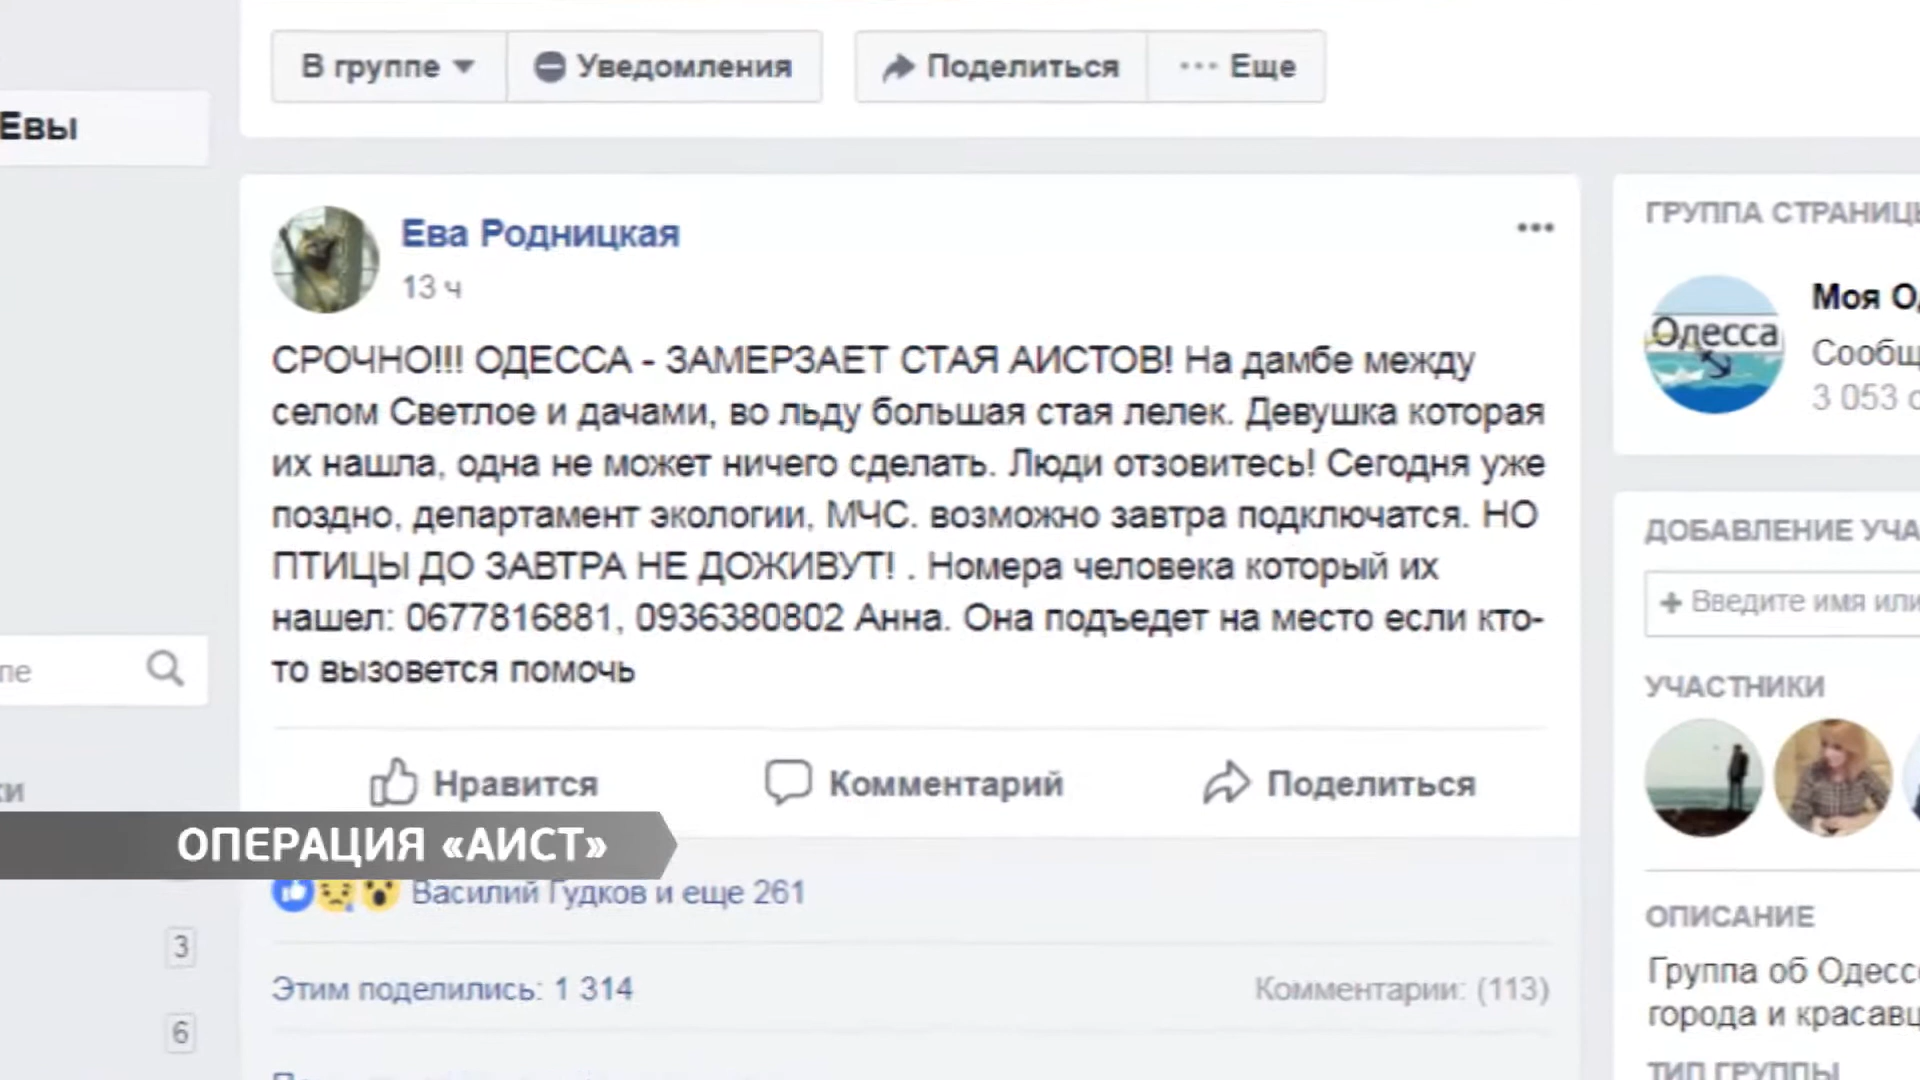 В группе
Уведомления
Поделиться
Еще
Евы
Ева Родницкая
13 ч
СРОЧНО!!! ОДЕССА - ЗАМЕРЗАЕТ СТАЯ АИСТОВ! На дамбе между
селом Светлое и дачами, во льду большая стая лелек. Девушка которая
их нашла, одна не может ничего сделать. Люди отзовитесь! Сегодня уже
поздно, департамент экологии, МЧС. возможно завтра подключатся. НО
ПТИЦЫ ДО ЗАВТРА НЕ ДОЖИВУТ! . Номера человека который их
нашел: 0677816881, 0936380802 Анна. Она подъедет на место если кто-
то вызовется помочь
Нравится
Комментарий
Поделиться
ОПЕРАЦИЯ «АИСТ»
Василий Гудков и еще 261
Этим поделились: 1 314
Комментарии: (113)
3
6
ГРУППА СТРАНИЦЫ
Одесса
Моя О
Сообщ
3 053
ДОБАВЛЕНИЕ УЧА
+ Введите имя или
УЧАСТНИКИ
ОПИСАНИЕ
Группа об Одесс
города и красав
ТИП ГРУППЫ